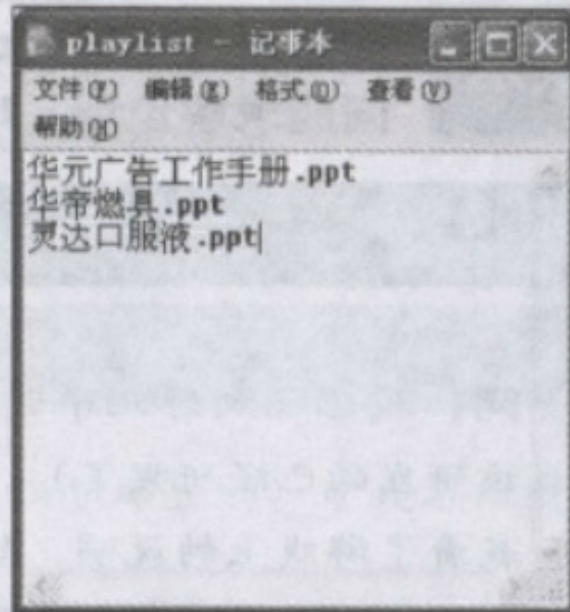 playlist - 记事本
文件(F) 编辑(E) 格式(O) 查看(V)
帮助(H)
华元广告工作手册.ppt
华帝燃具.ppt
灵达口服液.ppt